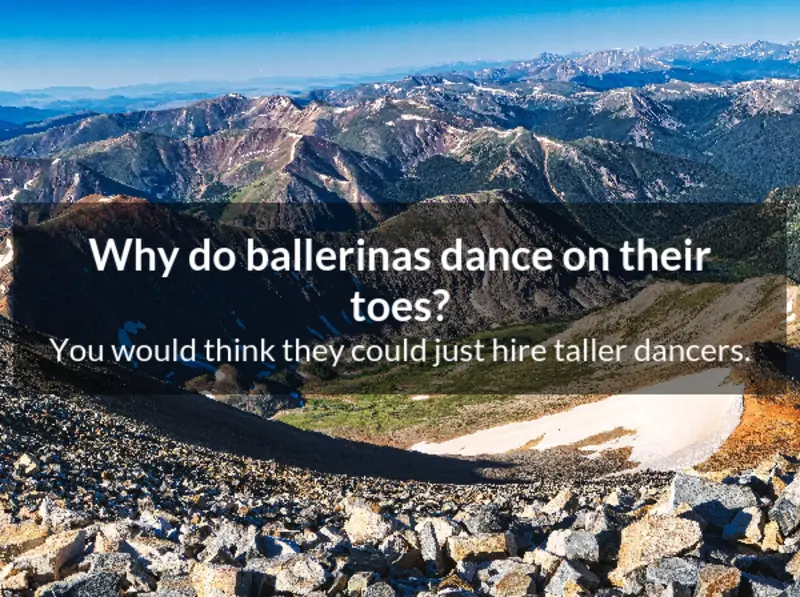 Why do ballerinas dance on their
toes?
You would think they could just hire taller dancers.